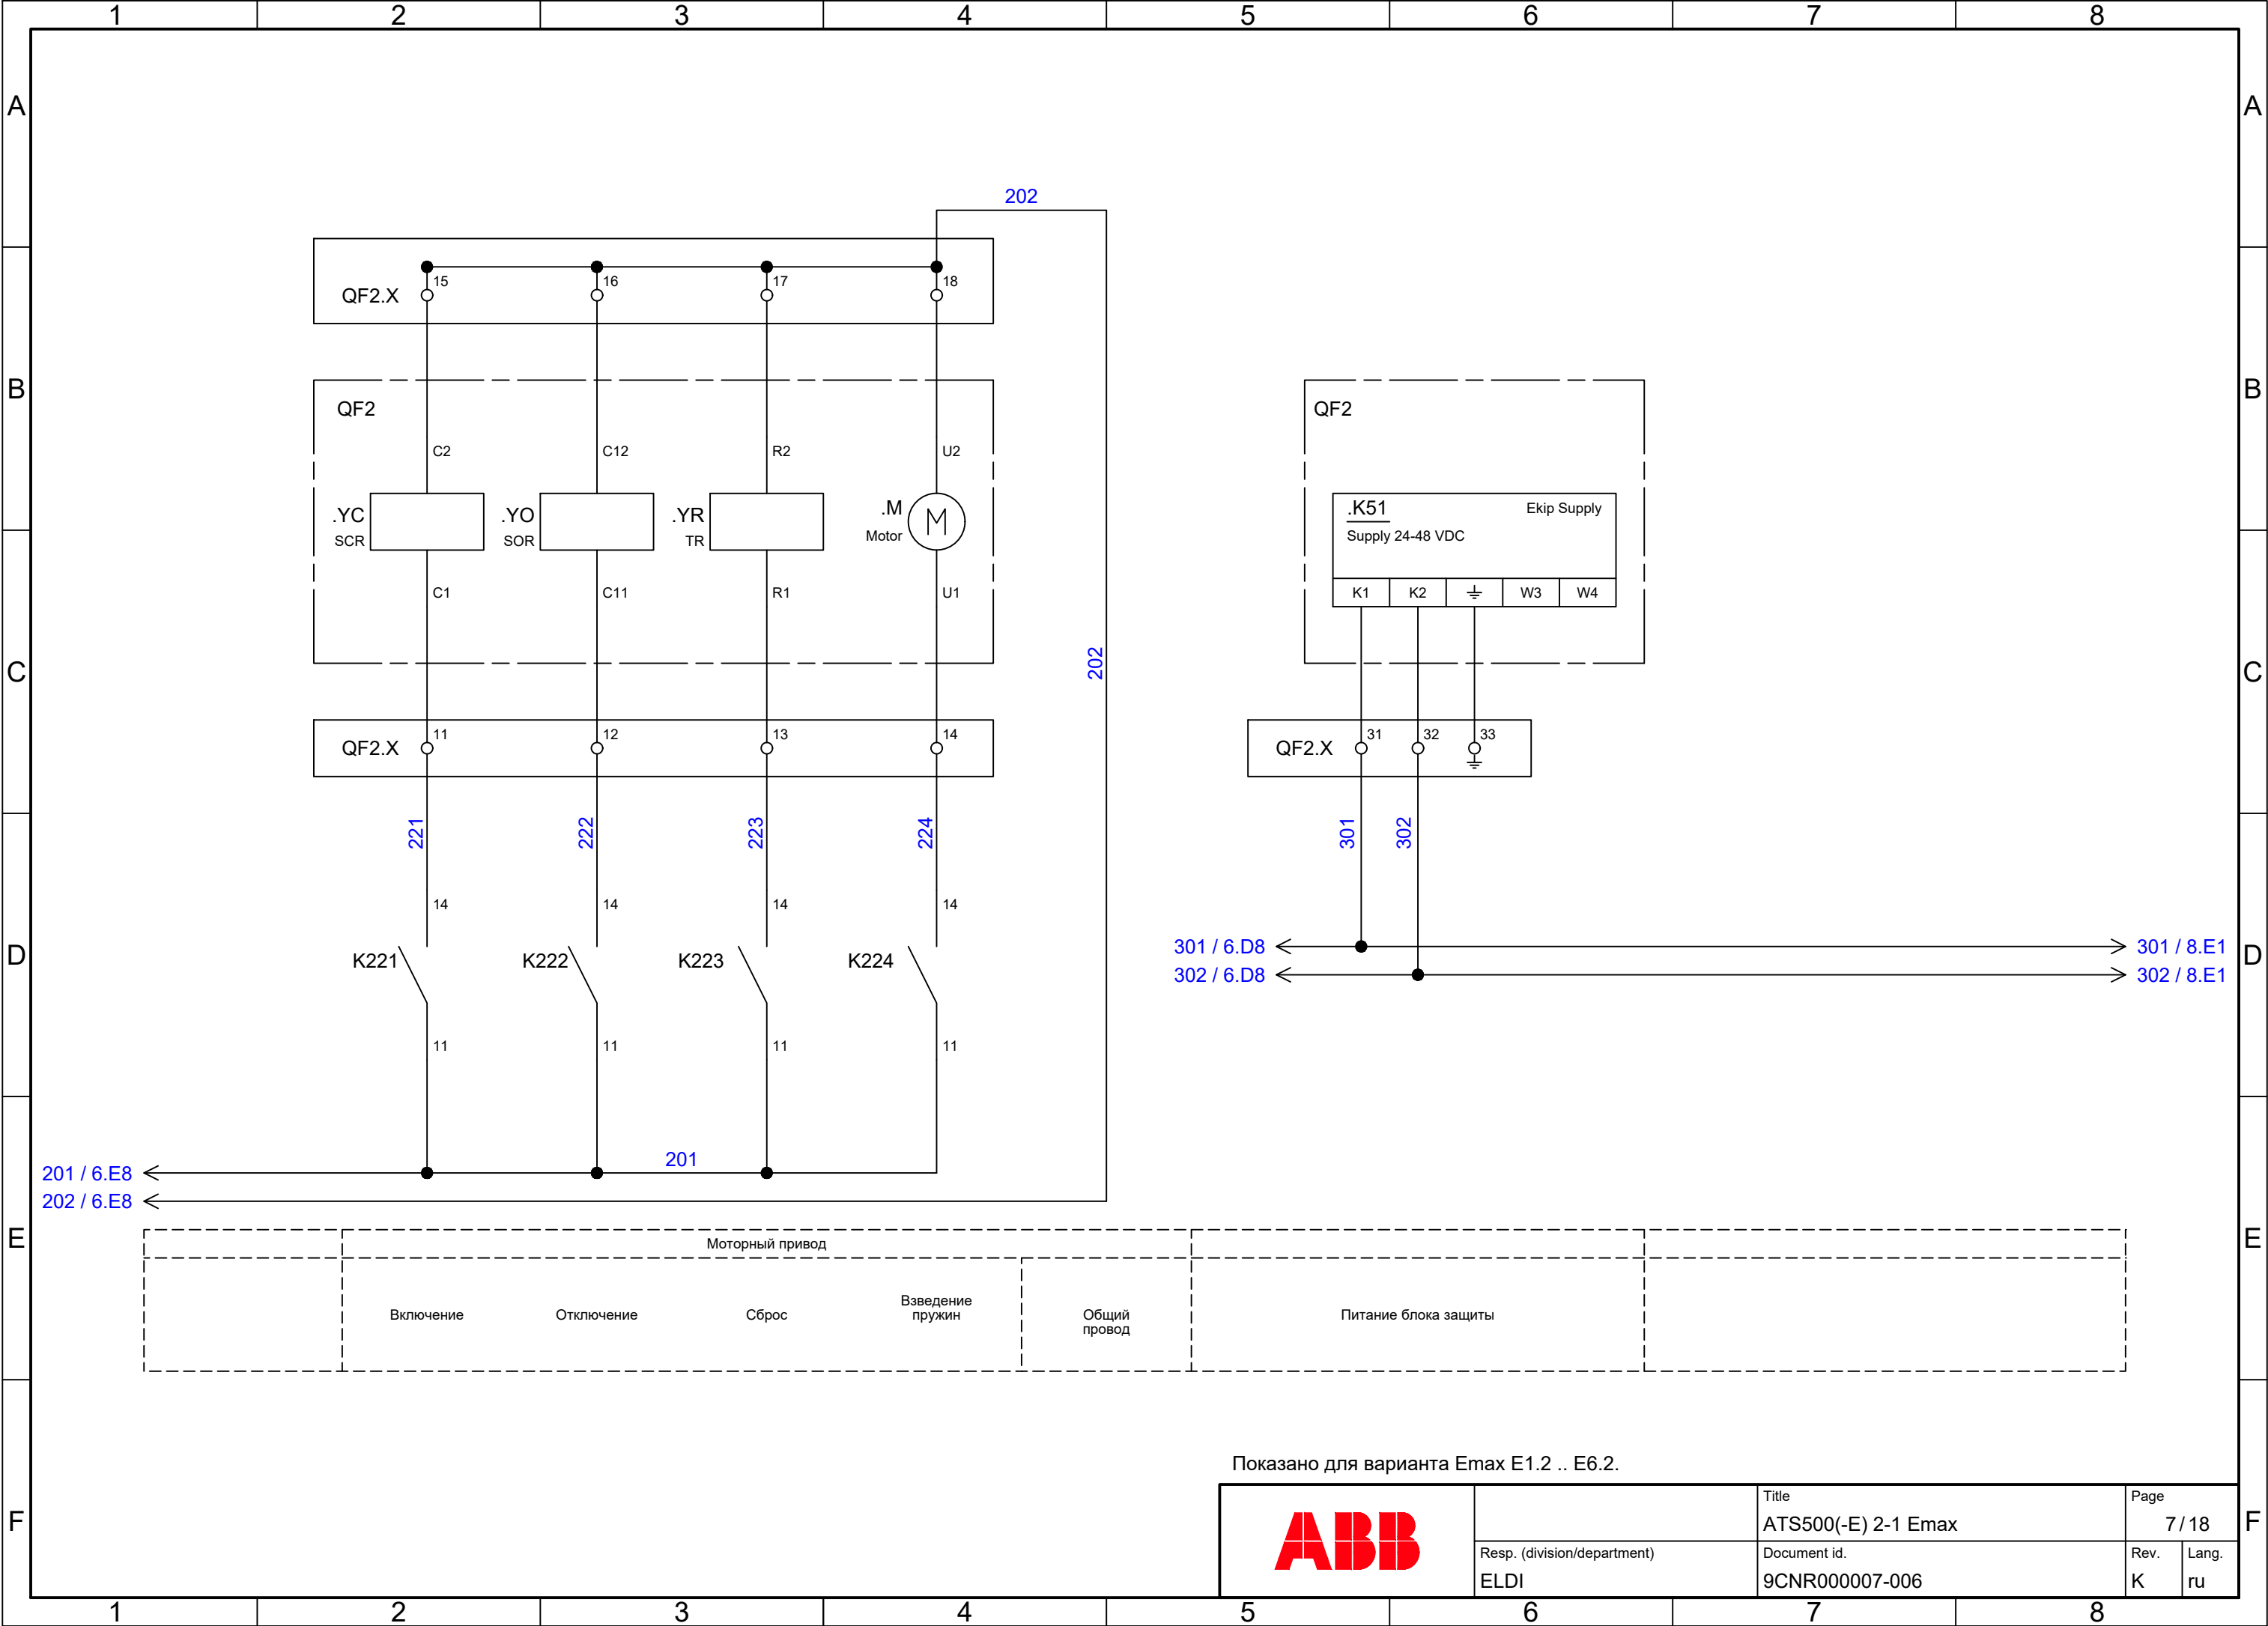 1 2 3 4 5 6 7 8
A A
202
15 16 17 18
QF2.X
B B
QF2 QF2
C2 C12 R2 U2
.YC
SCR
.YO
SOR
.YR
TR
.M
Motor
M
.K51 Ekip Supply
Supply 24-48 VDC
C1 C11 R1 U1
K1 K2 W3 W4
202
C C
11 12 13 14
QF2.X
31 32 33
QF2.X
221 222 223 224
301 302
14 14 14 14
K221 K222 K223 K224
D D
301 / 6.D8 301 / 8.E1
302 / 6.D8 302 / 8.E1
11 11 11 11
201
201 / 6.E8
202 / 6.E8
E E
Моторный привод
Включение Отключение Сброс
Взведение
пружин
Общий
провод
Питание блока защиты
Показано для варианта Emax E1.2 .. E6.2.
F F
ABB
Title
ATS500(-E) 2-1 Emax
Page
7 / 18
Resp. (division/department)
ELDI
Document id.
9CNR000007-006
Rev.
K
Lang.
ru
1 2 3 4 5 6 7 8